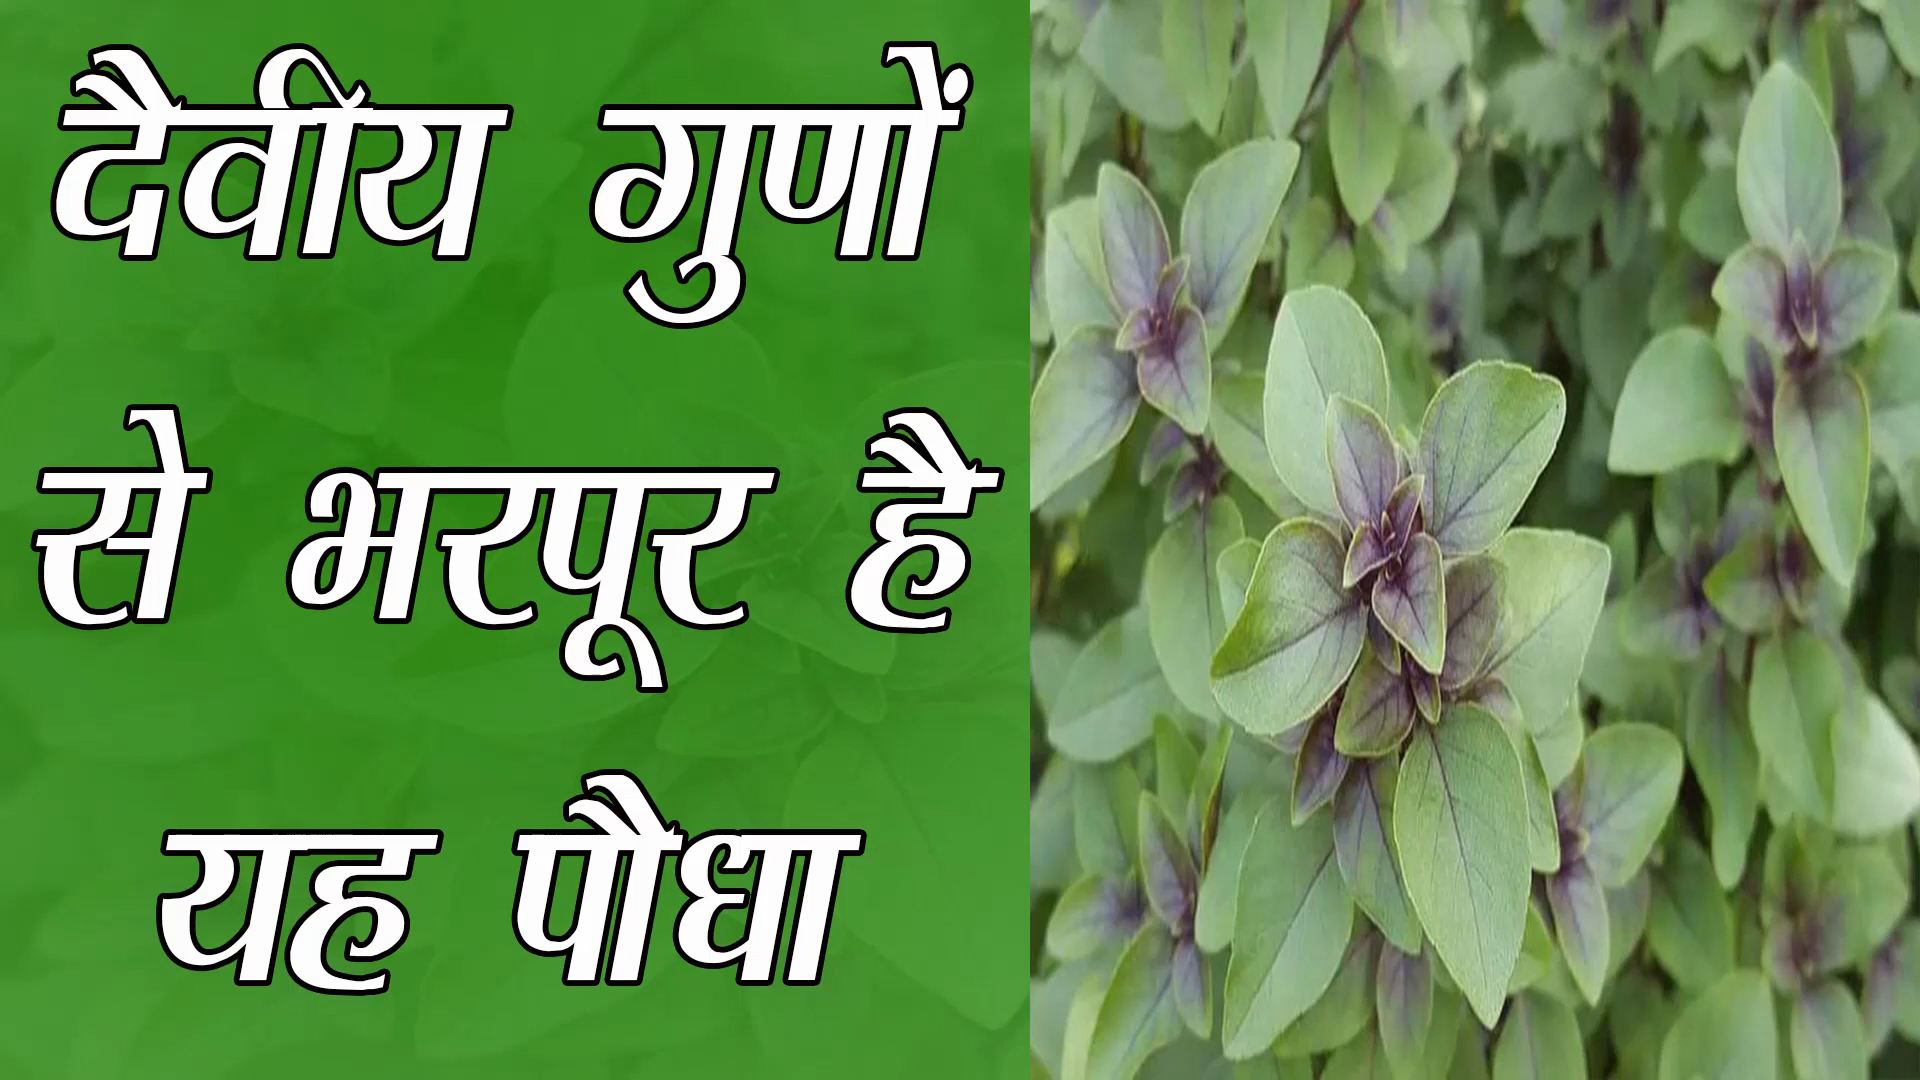 दैवीय गुणों
से भरपूर है
यह पौधा